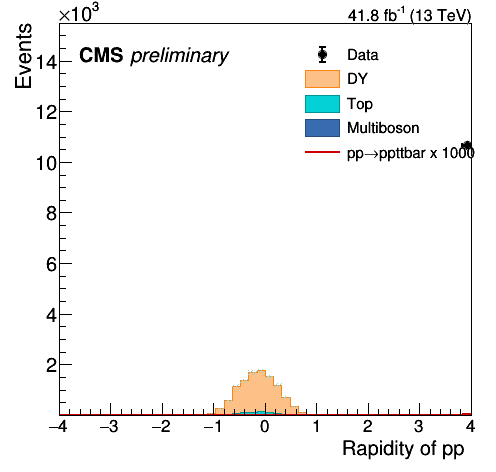 ×10³
41.8 fb⁻¹ (13 TeV)
Events
CMS preliminary
Data
DY
Top
Multiboson
pp→ppttbar x 1000
14
12
10
8
6
4
2
−4 −3 −2 −1 0 1 2 3 4
Rapidity of pp